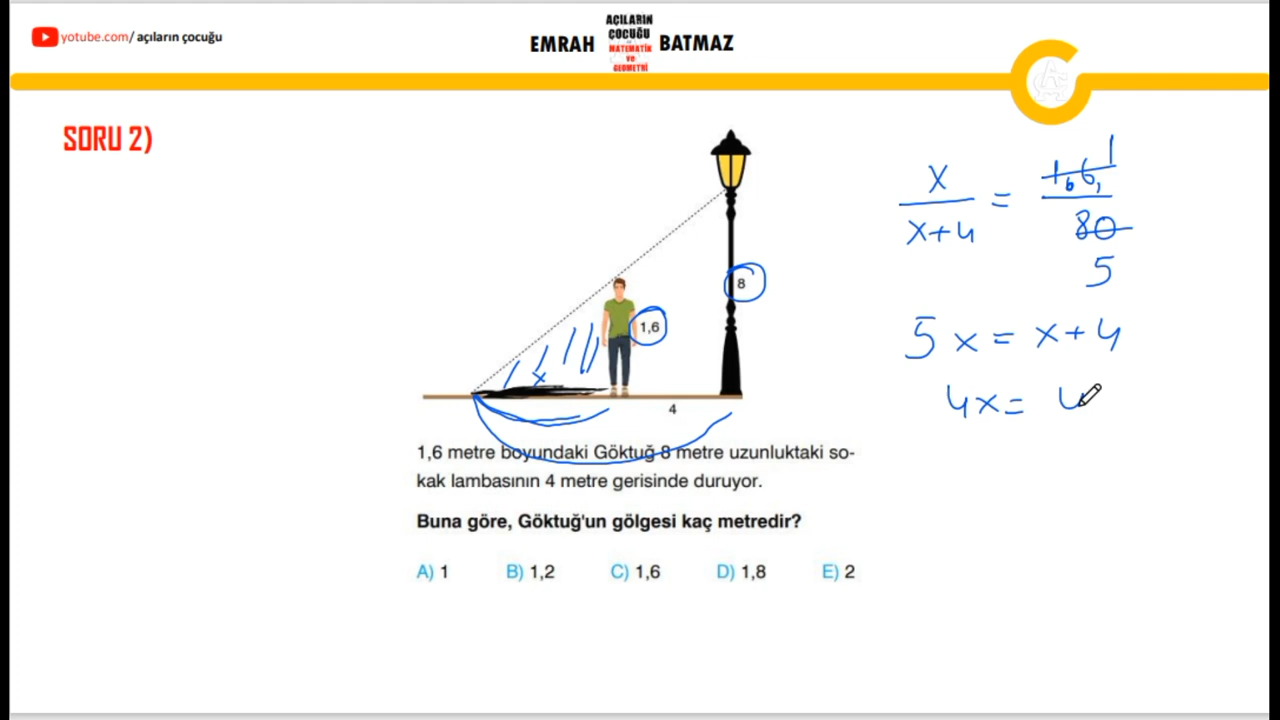 yotube.com/ açıların çocuğu
EMRAH
AÇILARIN
ÇOCUĞU
MATEMATİK
ve
GEOMETRİ
BATMAZ
SORU 2)
8
1,6
x
4
x / x+4 = 1,6 / 80
1
5
5x = x+4
4x = 4
1,6 metre boyundaki Göktuğ 8 metre uzunluktaki so-
kak lambasının 4 metre gerisinde duruyor.
Buna göre, Göktuğ'un gölgesi kaç metredir?
A) 1 B) 1,2 C) 1,6 D) 1,8 E) 2